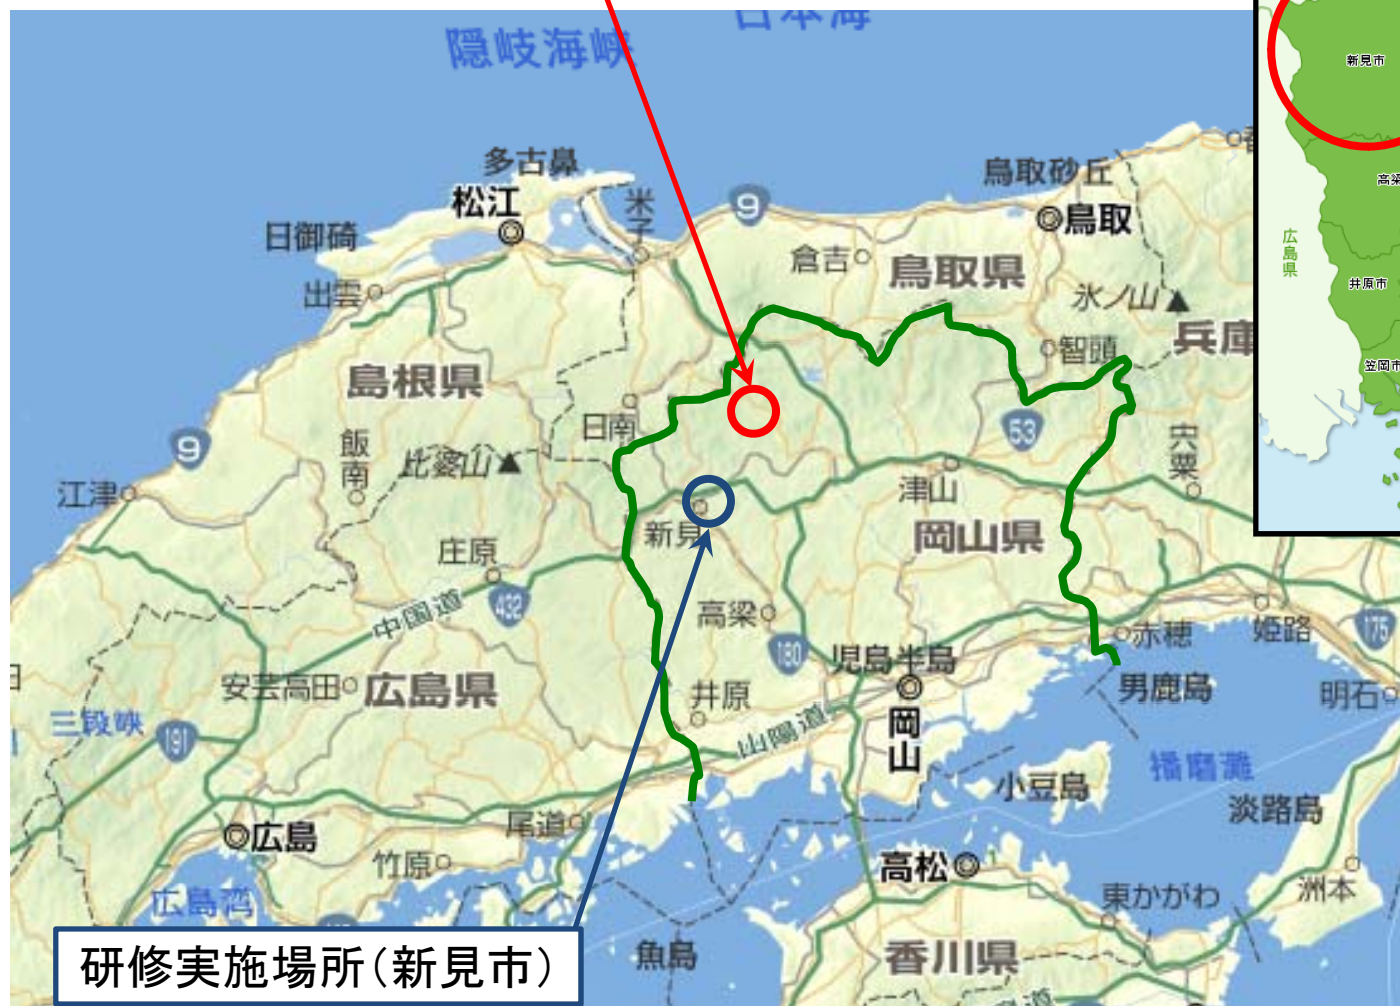 日本海
隠岐海峡
新見市
多古鼻
鳥取砂丘
松江
米子
9
鳥取
高梁
日御碕
倉吉
鳥取県
広島県
出雲
氷ノ山
井原市
智頭
兵庫
島根県
笠岡市
日南
53
9
飯南
比婆山
宍粟
江津
津山
新見
岡山県
庄原
中国道
432
高梁
180
児島半島
赤穂
姫路
175
安芸高田
広島県
井原
男鹿島
明石
三段峡
191
山陽道
岡山
播磨灘
小豆島
淡路島
広島
尾道
竹原
高松
東かがわ
洲本
広島湾
魚島
香川県
研修実施場所（新見市）